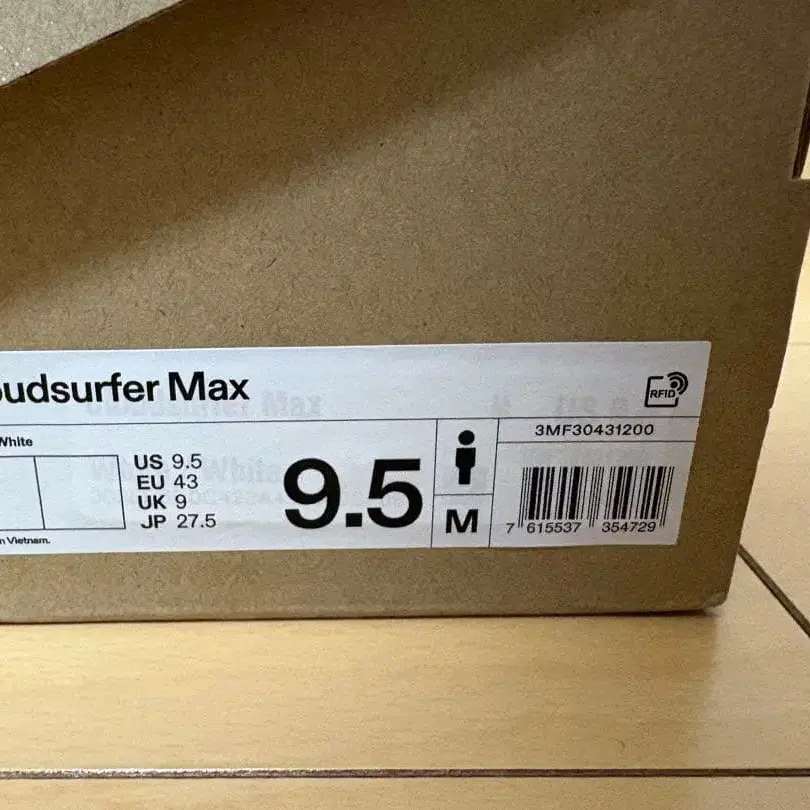 oudsurfer Max
RFID
White
3MF30431200
US 9.5
EU 43
UK 9
JP 27.5
9.5
M
7 615537 354729
n Vietnam.